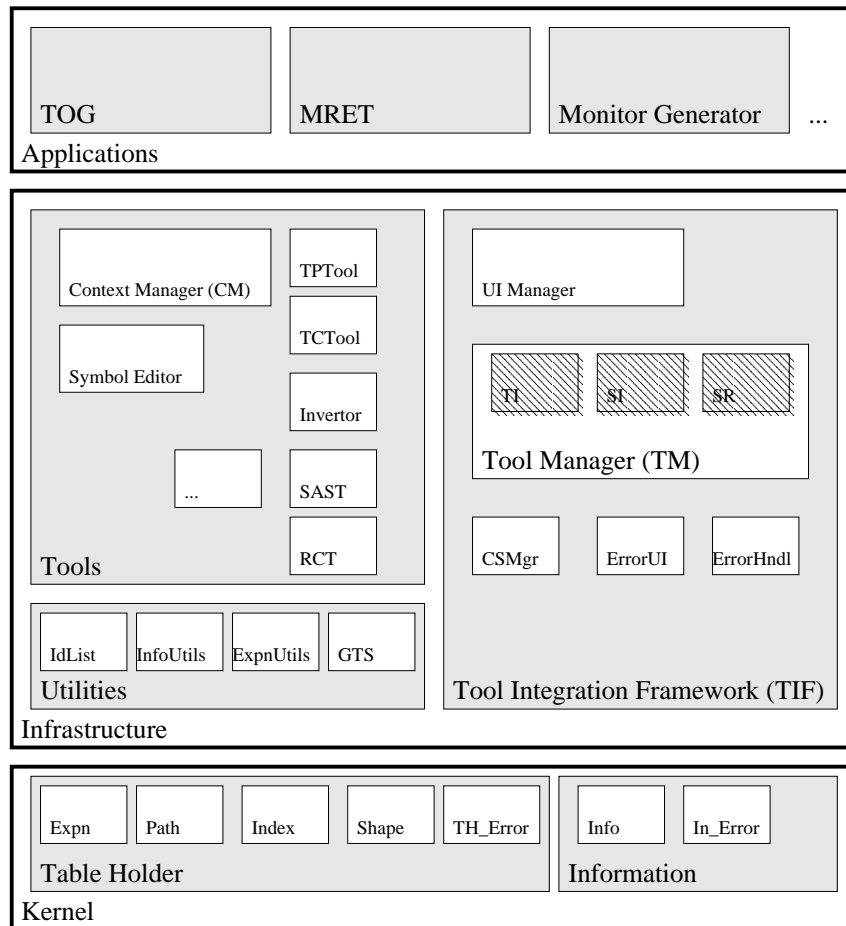 TOG
MRET
Monitor Generator
...
Applications
Context Manager (CM)
TPTool
Symbol Editor
TCTool
Invertor
...
SAST
RCT
Tools
UI Manager
TI
SI
SR
Tool Manager (TM)
CSMgr
ErrorUI
ErrorHndl
IdList
InfoUtils
ExpnUtils
GTS
Utilities
Tool Integration Framework (TIF)
Infrastructure
Expn
Path
Index
Shape
TH_Error
Table Holder
Info
In_Error
Information
Kernel